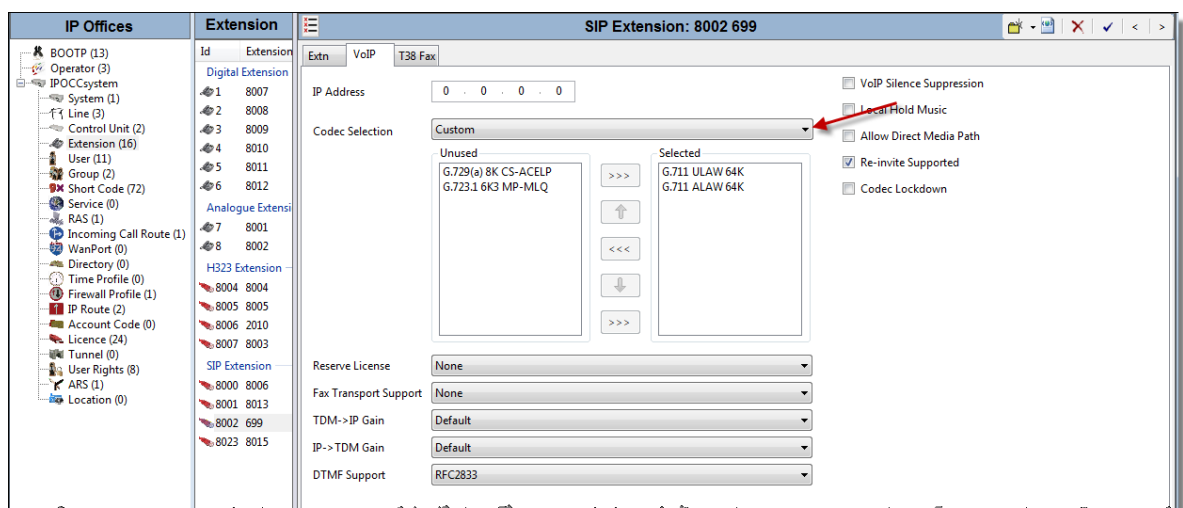 IP Offices
BOOTP (13)
Operator (3)
IPOCCsystem
System (1)
Line (3)
Control Unit (2)
Extension (16)
User (11)
Group (2)
Short Code (72)
Service (0)
RAS (1)
Incoming Call Route (1)
WanPort (0)
Directory (0)
Time Profile (0)
Firewall Profile (1)
IP Route (2)
Account Code (0)
Licence (24)
Tunnel (0)
User Rights (8)
ARS (1)
Location (0)
Extension
Id Extension
Digital Extension
1 8007
2 8008
3 8009
4 8010
5 8011
6 8012
Analogue Extensi
7 8001
8 8002
H323 Extension
8004 8004
8005 8005
8006 2010
8007 8003
SIP Extension
8000 8006
8001 8013
8002 699
8023 8015
SIP Extension: 8002 699
Extn VoIP T38 Fax
IP Address 0 . 0 . 0 . 0
Codec Selection Custom
Unused Selected
G.729(a) 8K CS-ACELP >>> G.711 ULAW 64K
G.723.1 6K3 MP-MLQ G.711 ALAW 64K
<<<
>>>
Reserve License None
Fax Transport Support None
TDM->IP Gain Default
IP->TDM Gain Default
DTMF Support RFC2833
VoIP Silence Suppression
Local Hold Music
Allow Direct Media Path
Re-invite Supported
Codec Lockdown